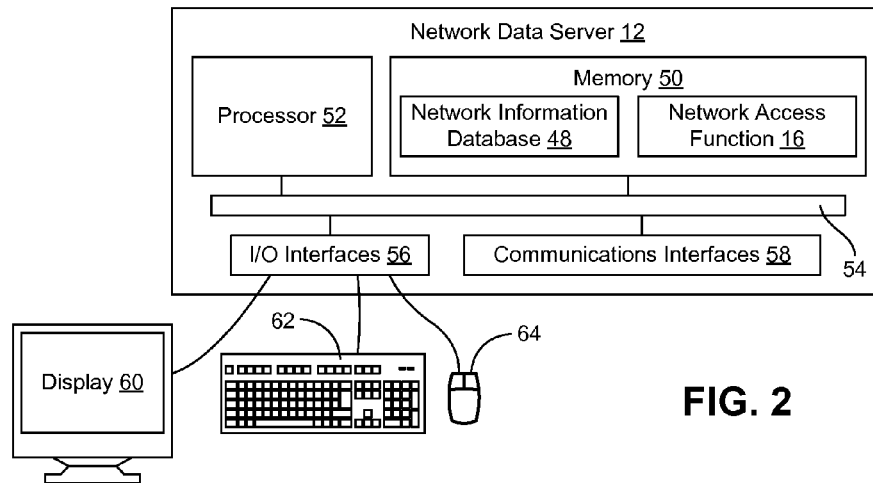 Network Data Server 12
Processor 52
Memory 50
Network Information
Database 48
Network Access
Function 16
I/O Interfaces 56
Communications Interfaces 58
54
62
64
Display 60
FIG. 2